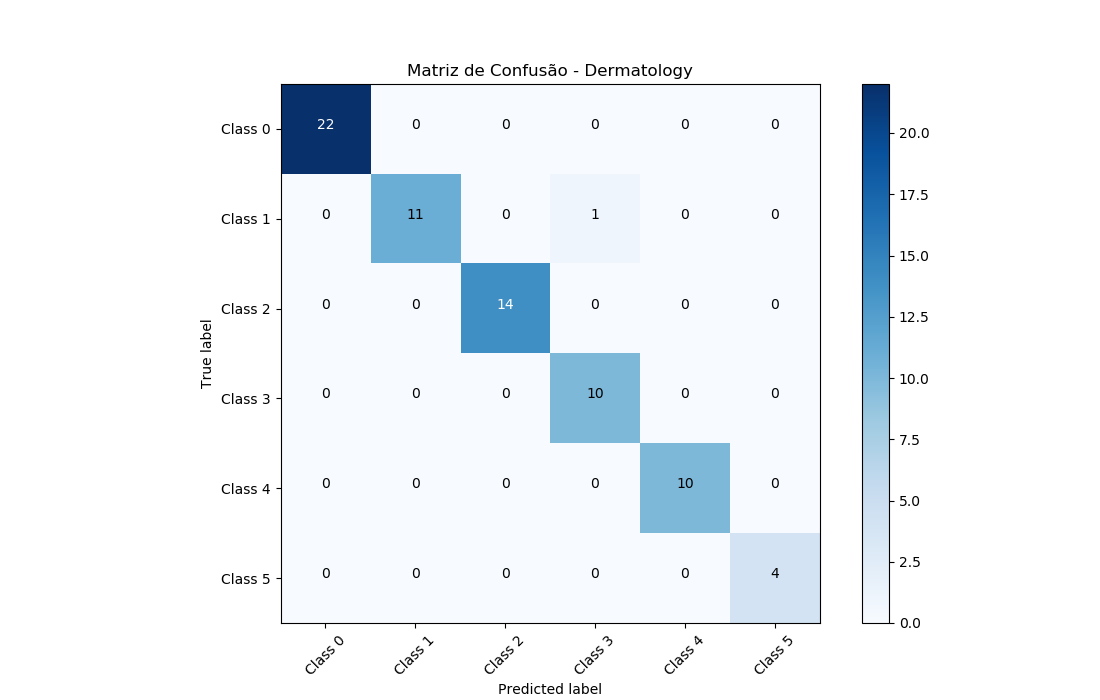 Matriz de Confusão - Dermatology
Class 0 22 0 0 0 0 0
Class 1 0 11 0 1 0 0
Class 2 0 0 14 0 0 0
Class 3 0 0 0 10 0 0
Class 4 0 0 0 0 10 0
Class 5 0 0 0 0 0 4
True label
Class 0 Class 1 Class 2 Class 3 Class 4 Class 5
Predicted label
20.0
17.5
15.0
12.5
10.0
7.5
5.0
2.5
0.0